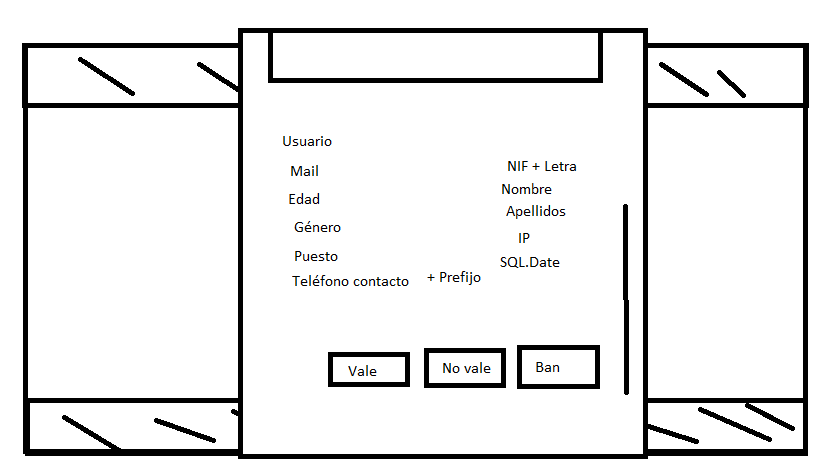 Usuario
Mail
Edad
Género
Puesto
Teléfono contacto + Prefijo
NIF + Letra
Nombre
Apellidos
IP
SQL.Date
Vale
No vale
Ban